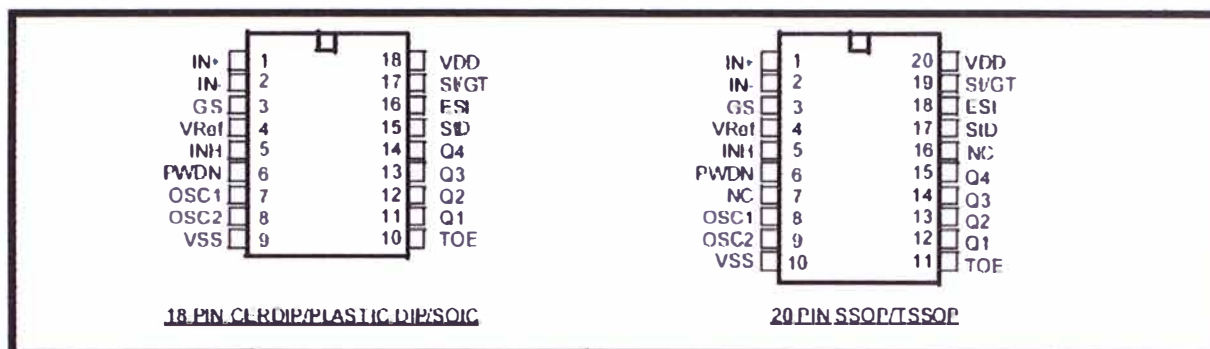 IN+ 1 18 VDD
IN- 2 17 St/GT
GS 3 16 ESt
VRef 4 15 StD
INH 5 14 Q4
PWDN 6 13 Q3
OSC1 7 12 Q2
OSC2 8 11 Q1
VSS 9 10 TOE
18 PIN CERDIP/PLASTIC DIP/SOIC
IN+ 1 20 VDD
IN- 2 19 St/GT
GS 3 18 ESt
VRef 4 17 StD
INH 5 16 NC
PWDN 6 15 Q4
NC 7 14 Q3
OSC1 8 13 Q2
OSC2 9 12 Q1
VSS 10 11 TOE
20 PIN SSOP/TSSOP